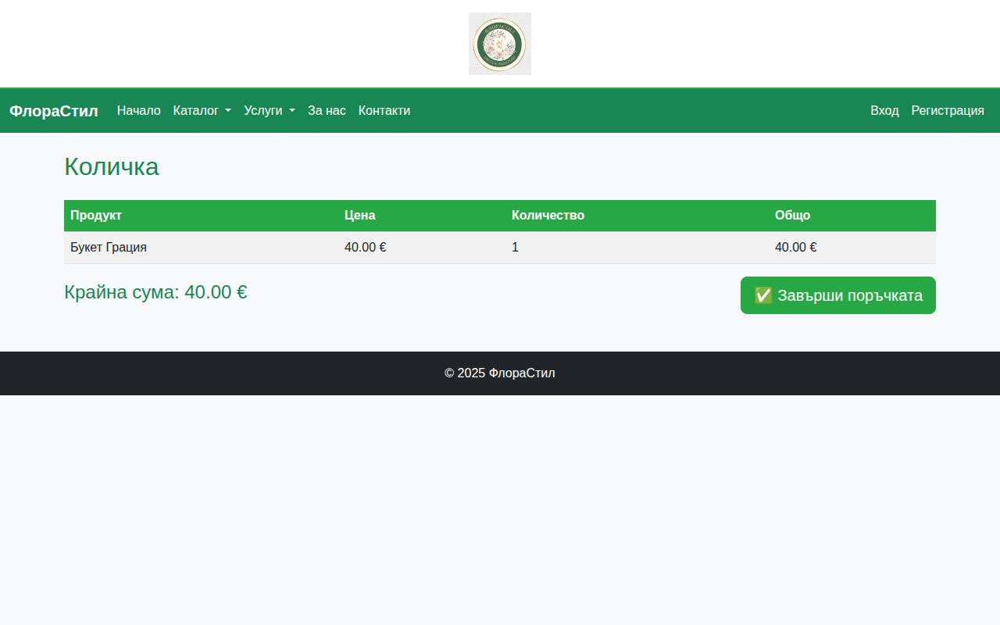 ФЛОРАСТИЛ
ФлораСтил Начало Каталог Услуги За нас Контакти Вход Регистрация
Количка
Продукт Цена Количество Общо
Букет Грация 40.00 € 1 40.00 €
Крайна сума: 40.00 € ✅ Завърши поръчката
© 2025 ФлораСтил